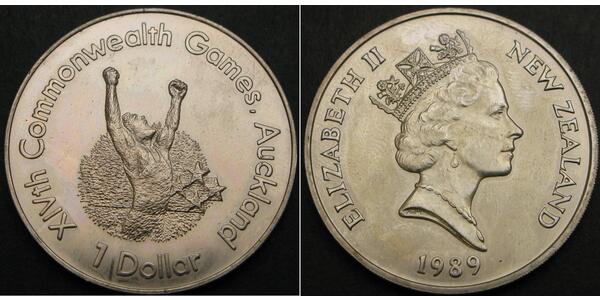 XIVth Commonwealth Games, Auckland
1 Dollar
ELIZABETH II
NEW ZEALAND
1989